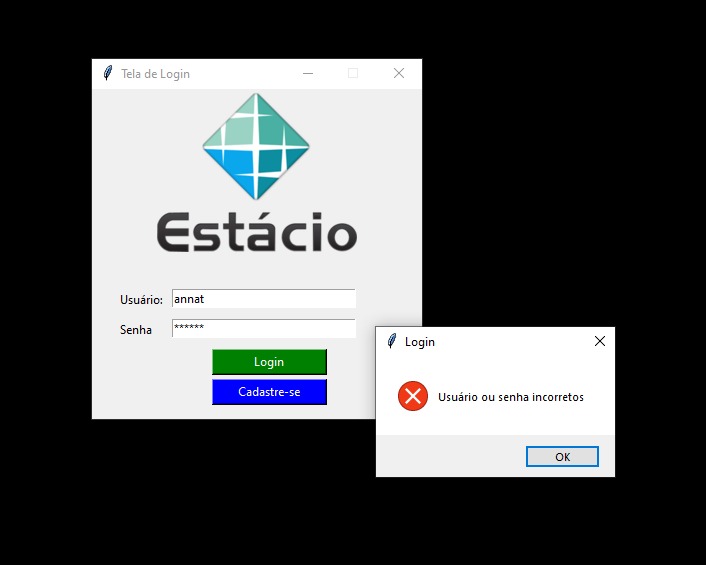 Tela de Login
Estácio
Usuário: annat
Senha ******
Login
Cadastre-se
Login
Usuário ou senha incorretos
OK